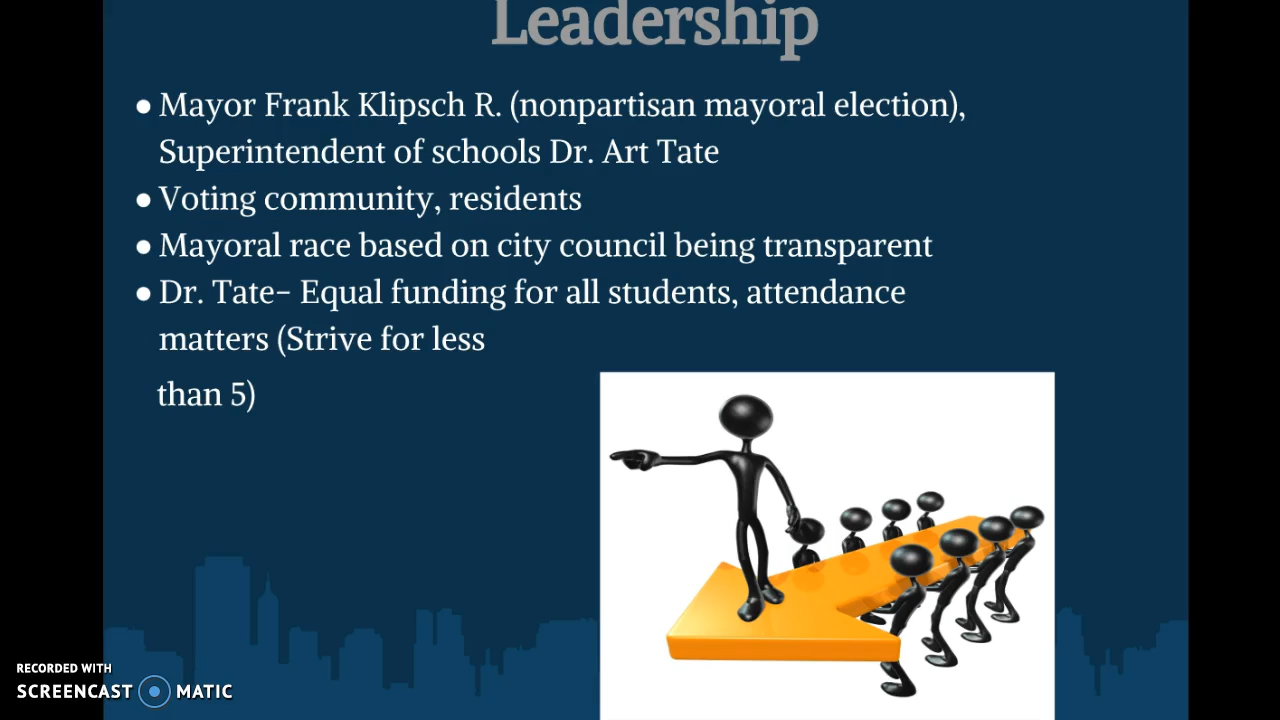 Leadership
● Mayor Frank Klipsch R. (nonpartisan mayoral election),
Superintendent of schools Dr. Art Tate
● Voting community, residents
● Mayoral race based on city council being transparent
● Dr. Tate- Equal funding for all students, attendance
matters (Strive for less
than 5)
RECORDED WITH
SCREENCAST MATIC